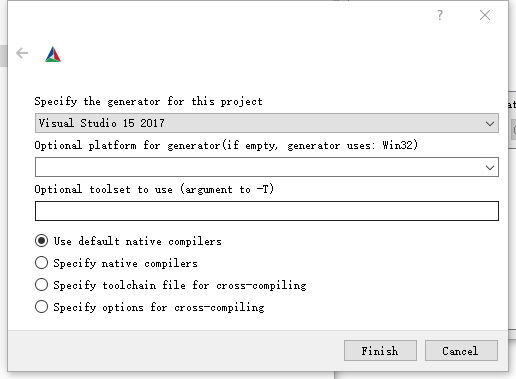 ?
Specify the generator for this project
Visual Studio 15 2017
Optional platform for generator(if empty, generator uses: Win32)
Optional toolset to use (argument to -T)
Use default native compilers
Specify native compilers
Specify toolchain file for cross-compiling
Specify options for cross-compiling
Finish
Cancel